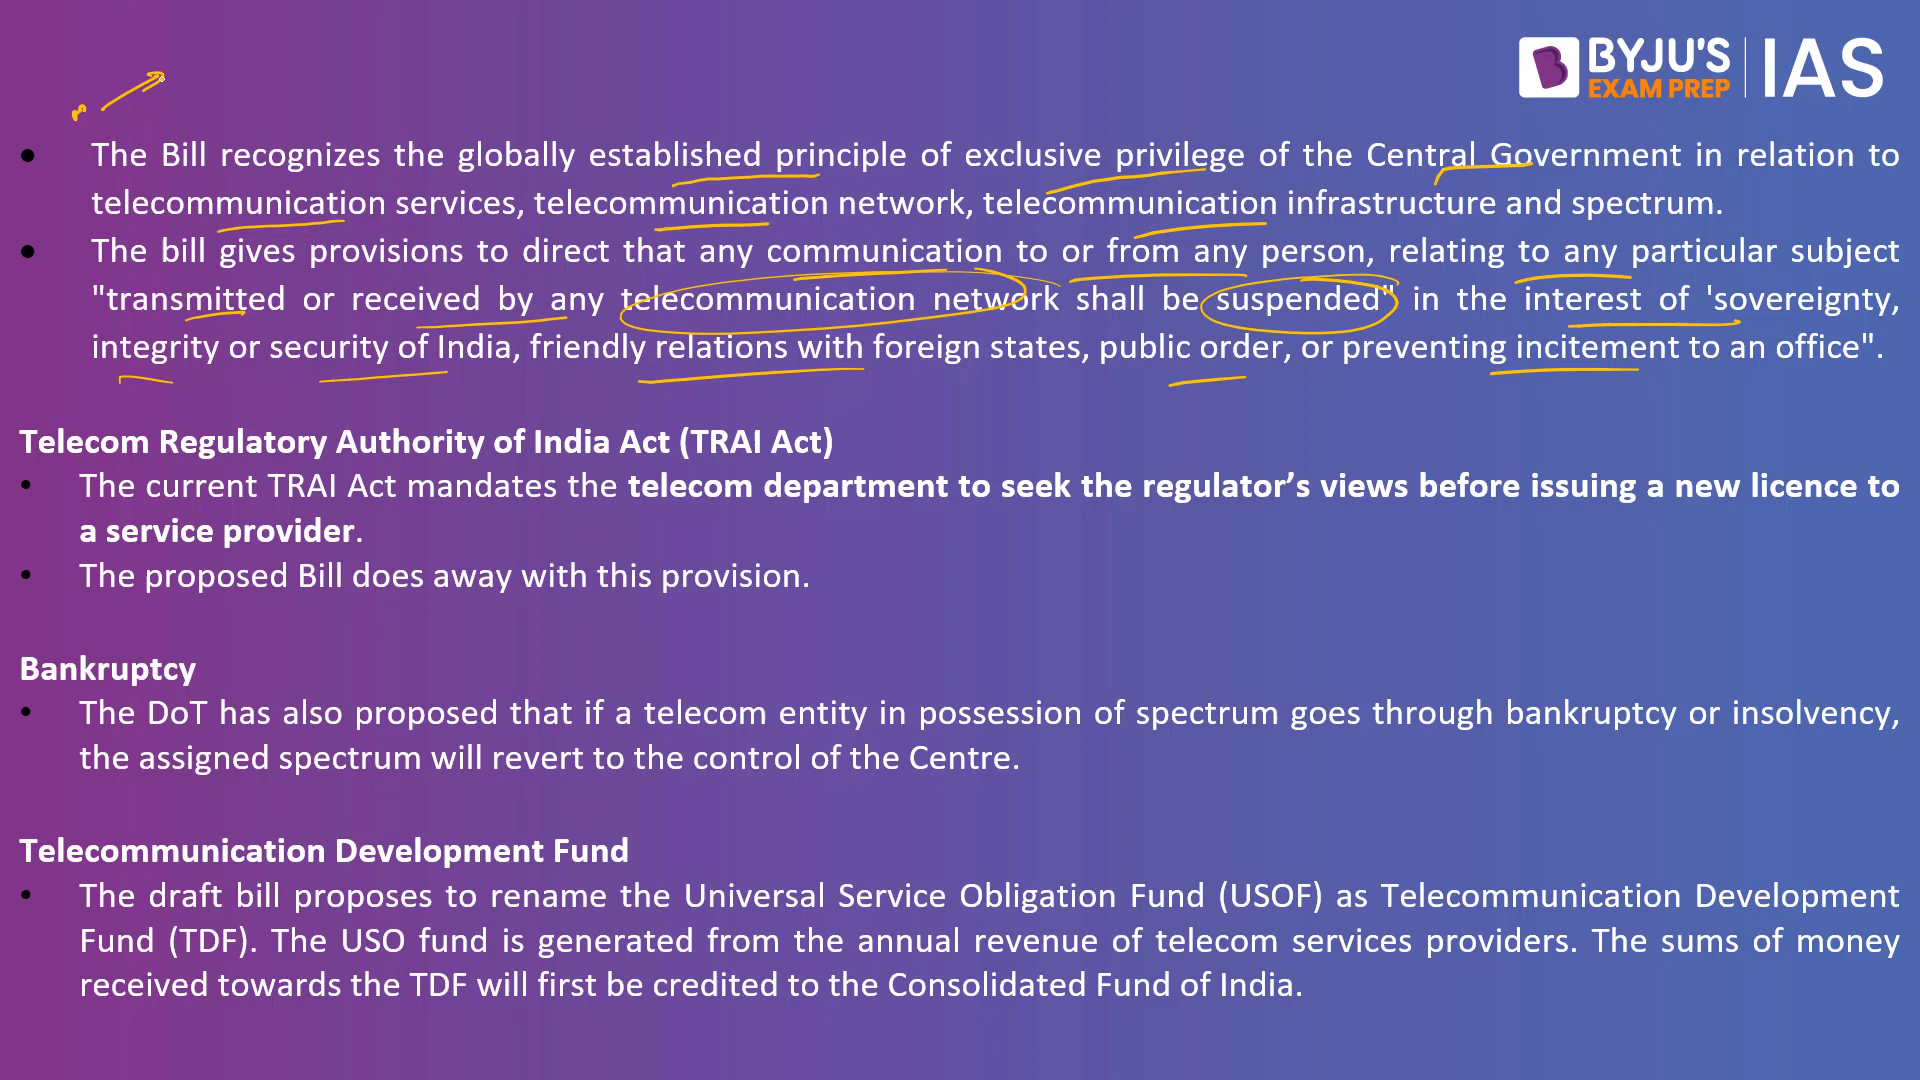 BYJU'S
EXAM PREP
IAS
• The Bill recognizes the globally established principle of exclusive privilege of the Central Government in relation to
telecommunication services, telecommunication network, telecommunication infrastructure and spectrum.
• The bill gives provisions to direct that any communication to or from any person, relating to any particular subject
"transmitted or received by any telecommunication network shall be suspended" in the interest of 'sovereignty,
integrity or security of India, friendly relations with foreign states, public order, or preventing incitement to an office".
Telecom Regulatory Authority of India Act (TRAI Act)
• The current TRAI Act mandates the telecom department to seek the regulator’s views before issuing a new licence to
a service provider.
• The proposed Bill does away with this provision.
Bankruptcy
• The DoT has also proposed that if a telecom entity in possession of spectrum goes through bankruptcy or insolvency,
the assigned spectrum will revert to the control of the Centre.
Telecommunication Development Fund
• The draft bill proposes to rename the Universal Service Obligation Fund (USOF) as Telecommunication Development
Fund (TDF). The USO fund is generated from the annual revenue of telecom services providers. The sums of money
received towards the TDF will first be credited to the Consolidated Fund of India.